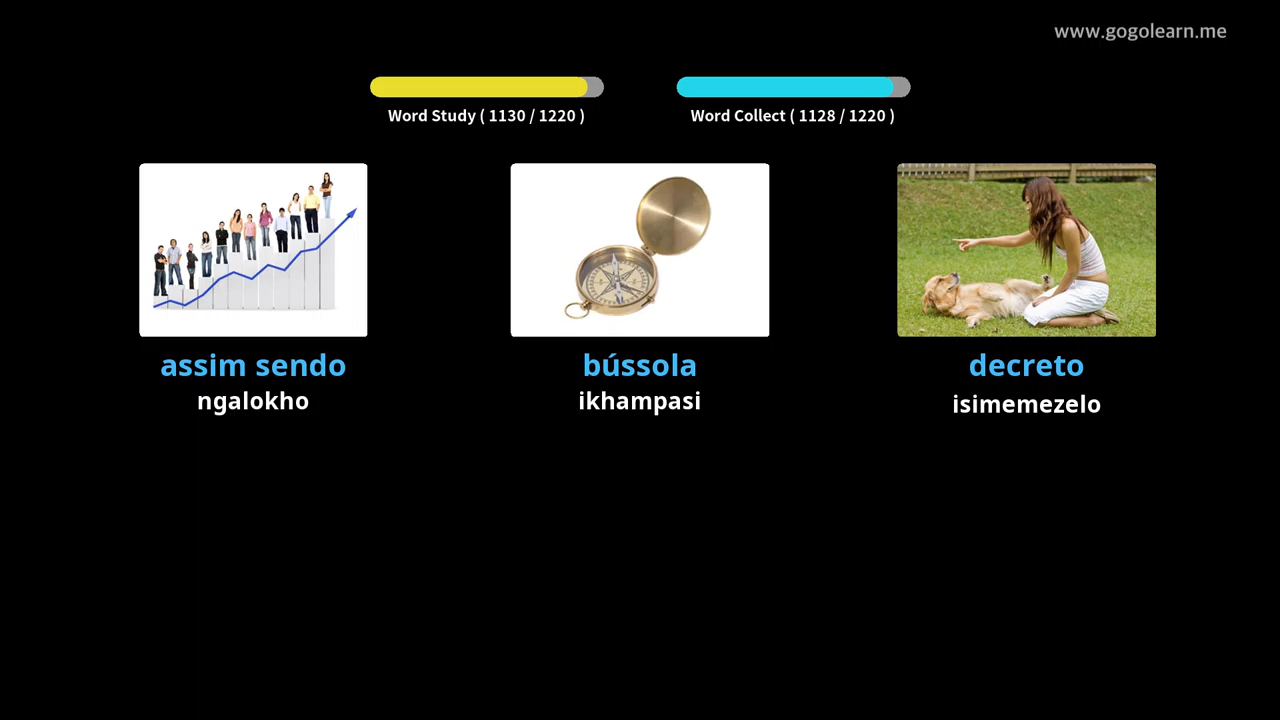 www.gogolearn.me
Word Study ( 1130 / 1220 )
Word Collect ( 1128 / 1220 )
assim sendo
ngalokho
bússola
ikhampasi
decreto
isimemezelo